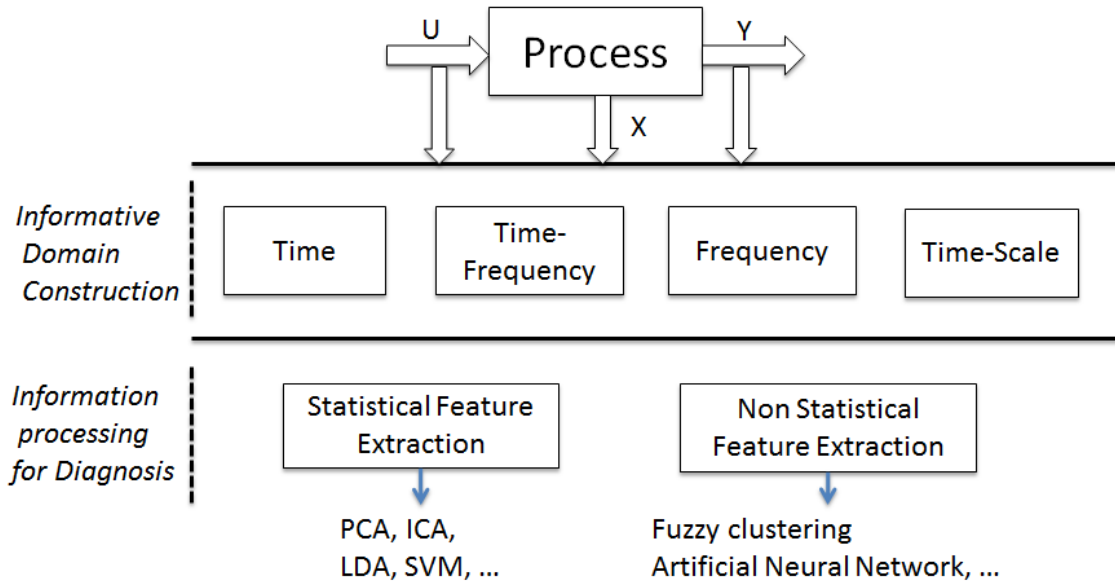 U
Process
Y
X
Informative
Domain
Construction
Time
Time-
Frequency
Frequency
Time-Scale
Information
processing
for Diagnosis
Statistical Feature
Extraction
Non Statistical
Feature Extraction
PCA, ICA,
LDA, SVM, ...
Fuzzy clustering
Artificial Neural Network, ...